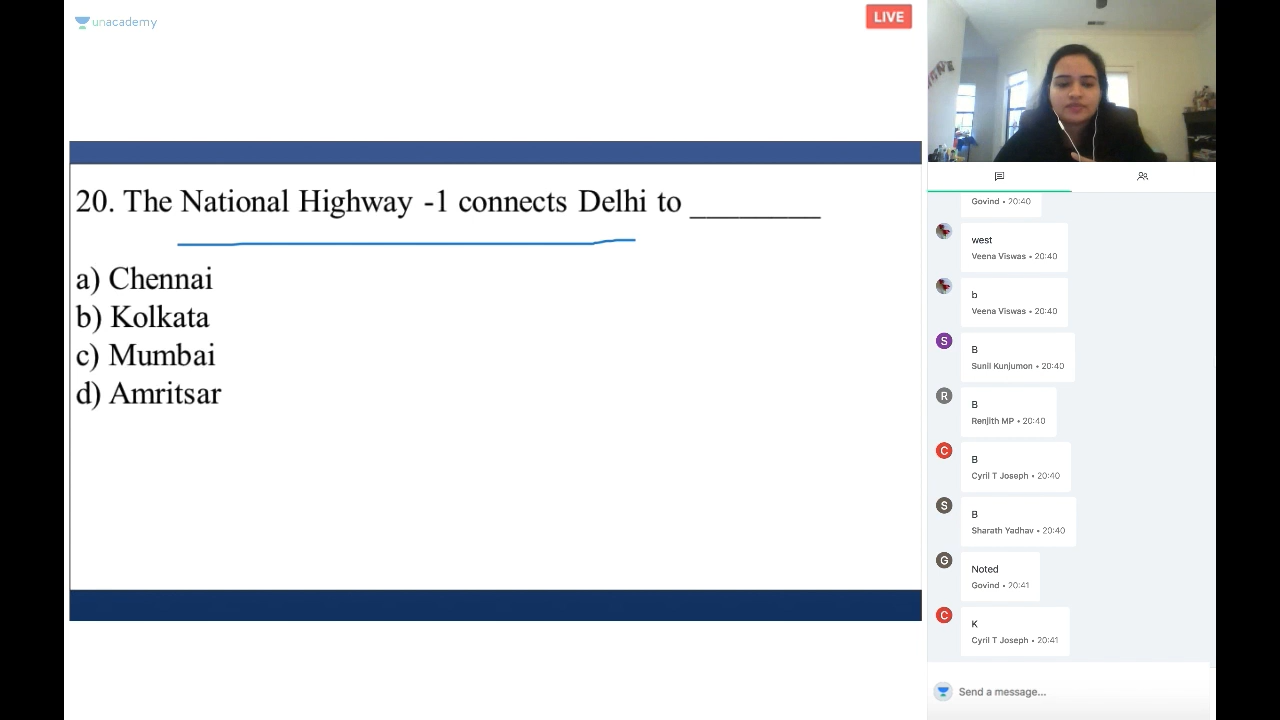 unacademy
LIVE
20. The National Highway -1 connects Delhi to ________
a) Chennai
b) Kolkata
c) Mumbai
d) Amritsar
Govind • 20:40
west
Veena Viswas • 20:40
b
Veena Viswas • 20:40
S
B
Sunil Kunjumon • 20:40
R
B
Renjith MP • 20:40
C
B
Cyril T Joseph • 20:40
S
B
Sharath Yadhav • 20:40
G
Noted
Govind • 20:41
C
K
Cyril T Joseph • 20:41
Send a message...